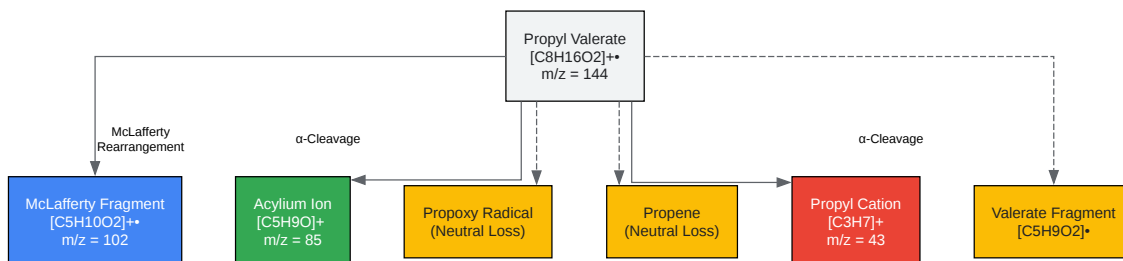 Propyl Valerate
[C8H16O2]+•
m/z = 144
McLafferty
Rearrangement
α-Cleavage
α-Cleavage
McLafferty Fragment
[C5H10O2]+•
m/z = 102
Acylium Ion
[C5H9O]+
m/z = 85
Propoxy Radical
(Neutral Loss)
Propene
(Neutral Loss)
Propyl Cation
[C3H7]+
m/z = 43
Valerate Fragment
[C5H9O2]•